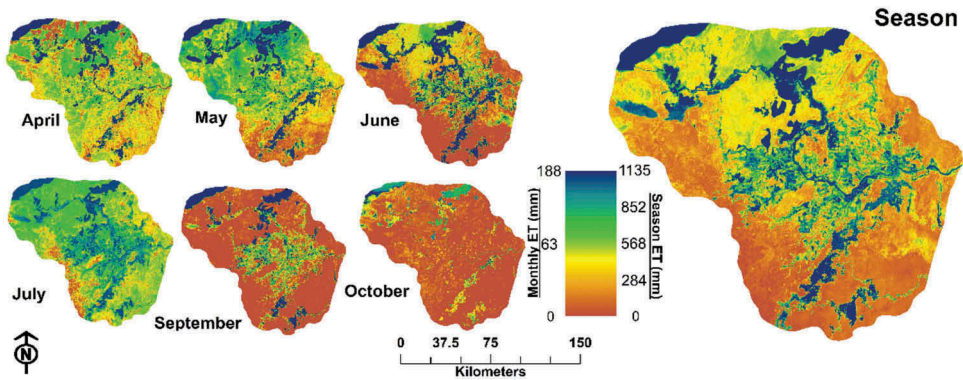 Season
April
May
June
July
September
October
188
63
0
Monthly ET (mm)
1135
852
568
284
0
Season ET (mm)
N
0 37.5 75 150
Kilometers